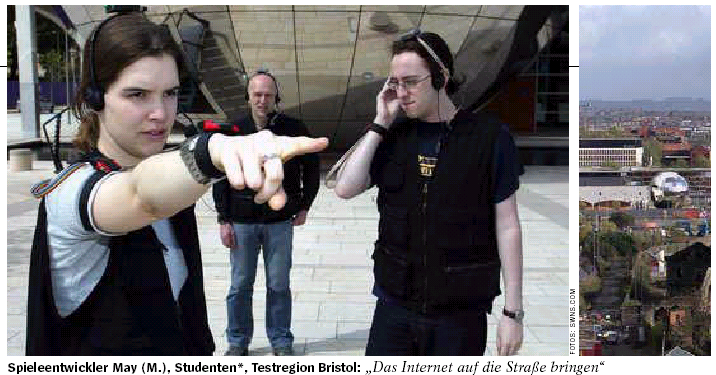 FOTOS: SWNS.COM
Spieleentwickler May (M.), Studenten*, Testregion Bristol: „Das Internet auf die Straße bringen“